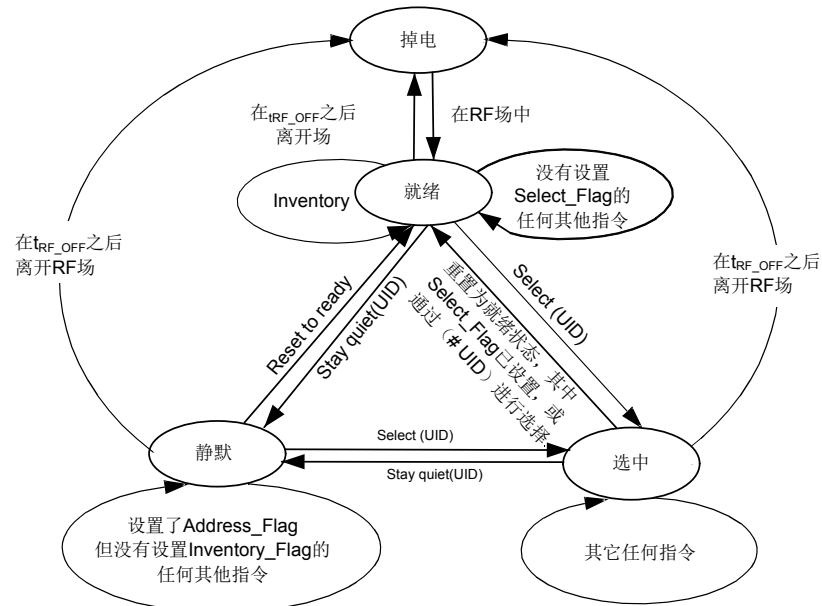 掉电
在tRF_OFF之后
离开场
在RF场中
Inventory
就绪
没有设置
Select_Flag的
任何其他指令
在tRF_OFF之后
离开RF场
在tRF_OFF之后
离开RF场
Reset to ready
Stay quiet(UID)
重置为就绪状态，其中
Select_Flag已设置，或
通过（# UID）进行选择.
Select (UID)
静默
Select (UID)
Stay quiet(UID)
选中
设置了Address_Flag
但没有设置Inventory_Flag的
任何其他指令
其它任何指令